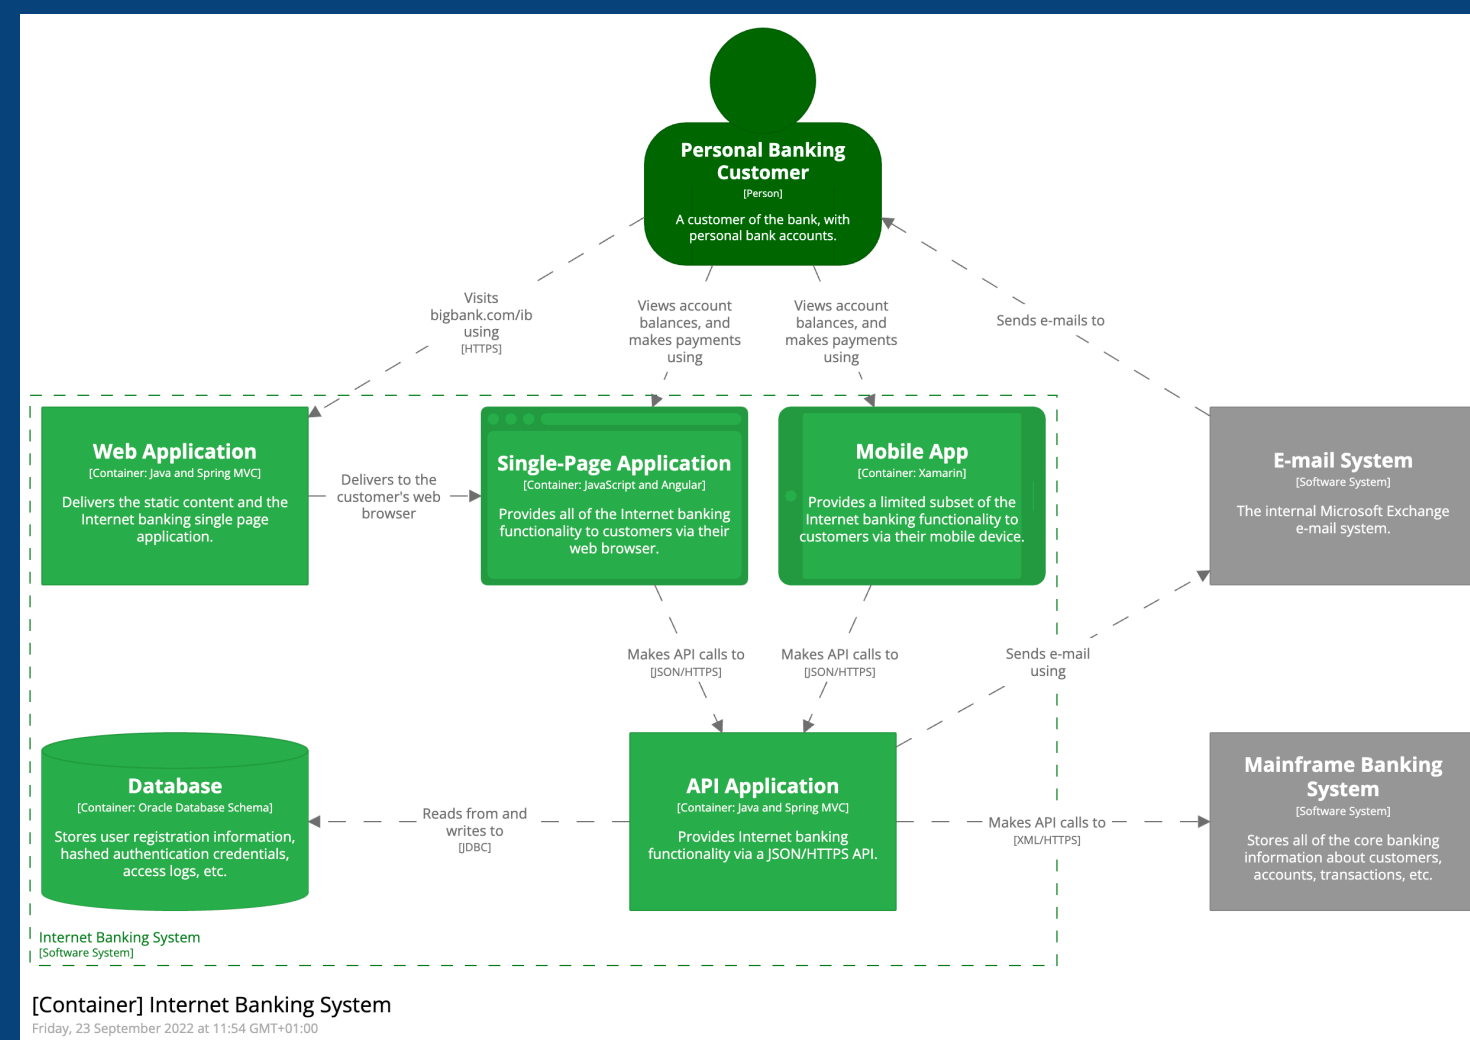 Personal Banking
Customer
[Person]
A customer of the bank, with
personal bank accounts.
Visits
bigbank.com/ib
using
[HTTPS]
Views account
balances, and
makes payments
using
Views account
balances, and
makes payments
using
Sends e-mails to
Web Application
[Container: Java and Spring MVC]
Delivers the static content and the
Internet banking single page
application.
Delivers to the
customer's web
browser
Single-Page Application
[Container: JavaScript and Angular]
Provides all of the Internet banking
functionality to customers via their
web browser.
Mobile App
[Container: Xamarin]
Provides a limited subset of the
Internet banking functionality to
customers via their mobile device.
E-mail System
[Software System]
The internal Microsoft Exchange
e-mail system.
Makes API calls to
[JSON/HTTPS]
Makes API calls to
[JSON/HTTPS]
Sends e-mail
using
Database
[Container: Oracle Database Schema]
Stores user registration information,
hashed authentication credentials,
access logs, etc.
Reads from and
writes to
[JDBC]
API Application
[Container: Java and Spring MVC]
Provides Internet banking
functionality via a JSON/HTTPS API.
Makes API calls to
[XML/HTTPS]
Mainframe Banking
System
[Software System]
Stores all of the core banking
information about customers,
accounts, transactions, etc.
Internet Banking System
[Software System]
[Container] Internet Banking System
Friday, 23 September 2022 at 11:54 GMT+01:00